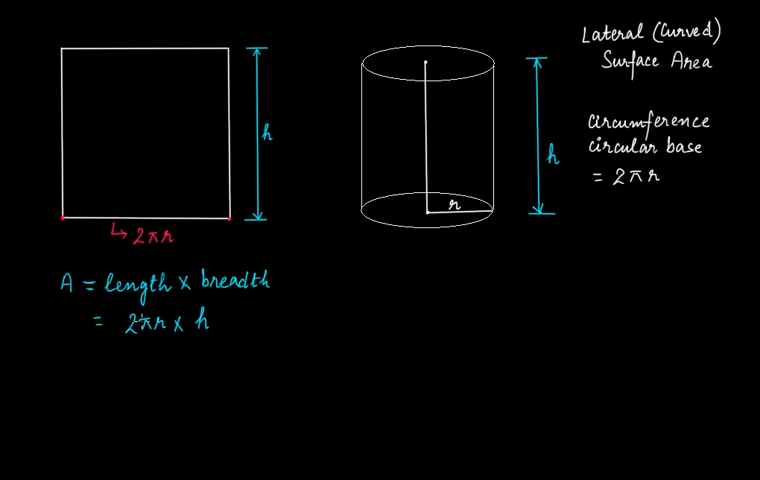 Lateral (Curved)
Surface Area
h
h
circumference
circular base
= 2πr
r
↳ 2πr
A = length × breadth
= 2πr × h